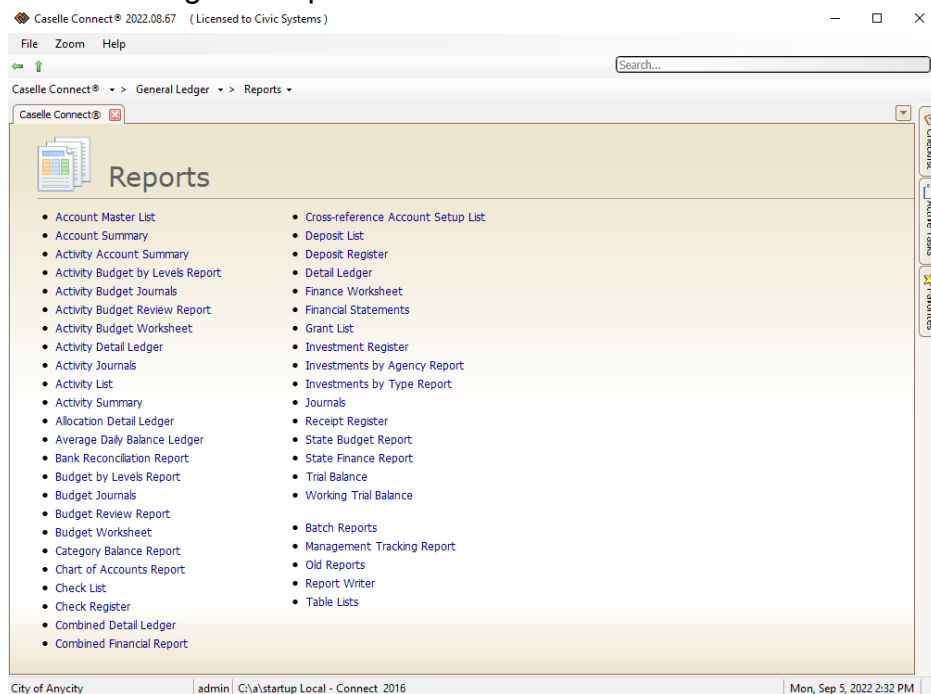 Caselle Connect® 2022.08.67 ( Licensed to Civic Systems )
File Zoom Help
Search...
Caselle Connect® > General Ledger > Reports
Caselle Connect®
Reports
Account Master List
Account Summary
Activity Account Summary
Activity Budget by Levels Report
Activity Budget Journals
Activity Budget Review Report
Activity Budget Worksheet
Activity Detail Ledger
Activity Journals
Activity List
Activity Summary
Allocation Detail Ledger
Average Daily Balance Ledger
Bank Reconciliation Report
Budget by Levels Report
Budget Journals
Budget Review Report
Budget Worksheet
Category Balance Report
Chart of Accounts Report
Check List
Check Register
Combined Detail Ledger
Combined Financial Report
Cross-reference Account Setup List
Deposit List
Deposit Register
Detail Ledger
Finance Worksheet
Financial Statements
Grant List
Investment Register
Investments by Agency Report
Investments by Type Report
Journals
Receipt Register
State Budget Report
State Finance Report
Trial Balance
Working Trial Balance
Batch Reports
Management Tracking Report
Old Reports
Report Writer
Table Lists
Checklist
Active Tasks
Favorites
City of Anycity admin C:\a\startup Local - Connect 2016 Mon, Sep 5, 2022 2:32 PM